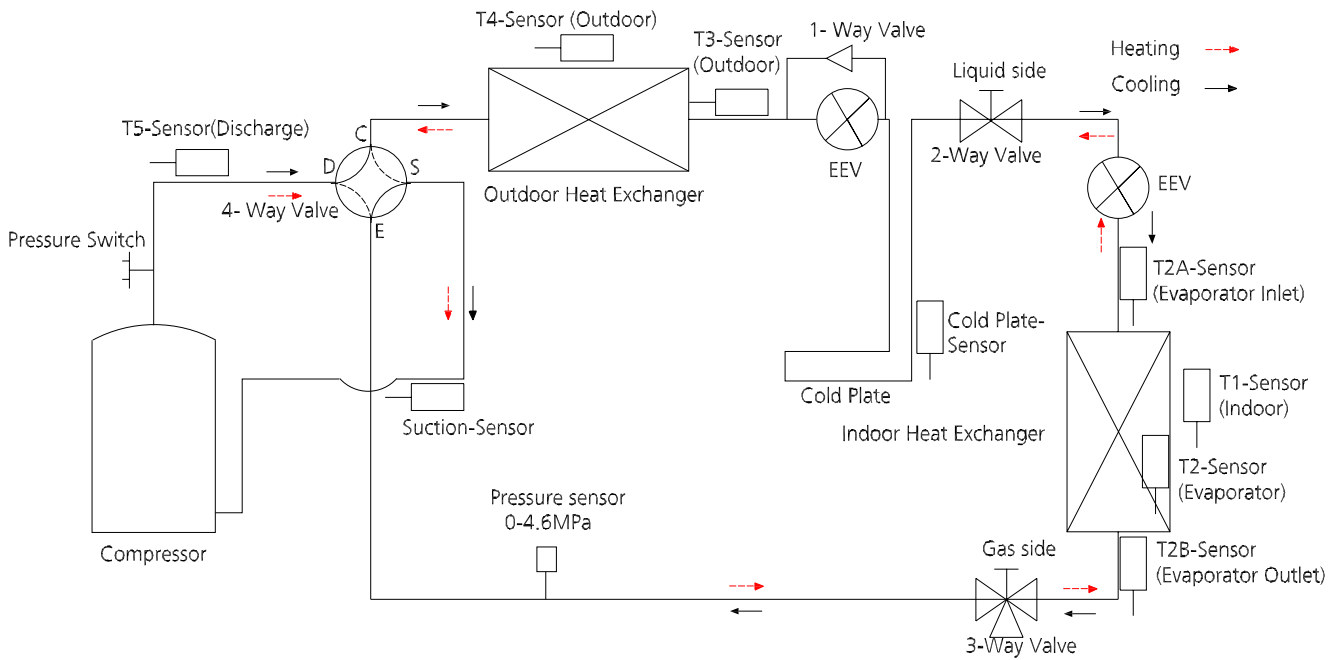 T4-Sensor (Outdoor)
T3-Sensor
(Outdoor)
1- Way Valve
Heating
Cooling
Liquid side
T5-Sensor(Discharge)
C
D
S
E
4- Way Valve
Outdoor Heat Exchanger
EEV
2-Way Valve
EEV
Pressure Switch
T2A-Sensor
(Evaporator Inlet)
Cold Plate-
Sensor
Cold Plate
T1-Sensor
(Indoor)
Suction-Sensor
Indoor Heat Exchanger
T2-Sensor
(Evaporator)
Pressure sensor
0-4.6MPa
Compressor
Gas side
T2B-Sensor
(Evaporator Outlet)
3-Way Valve